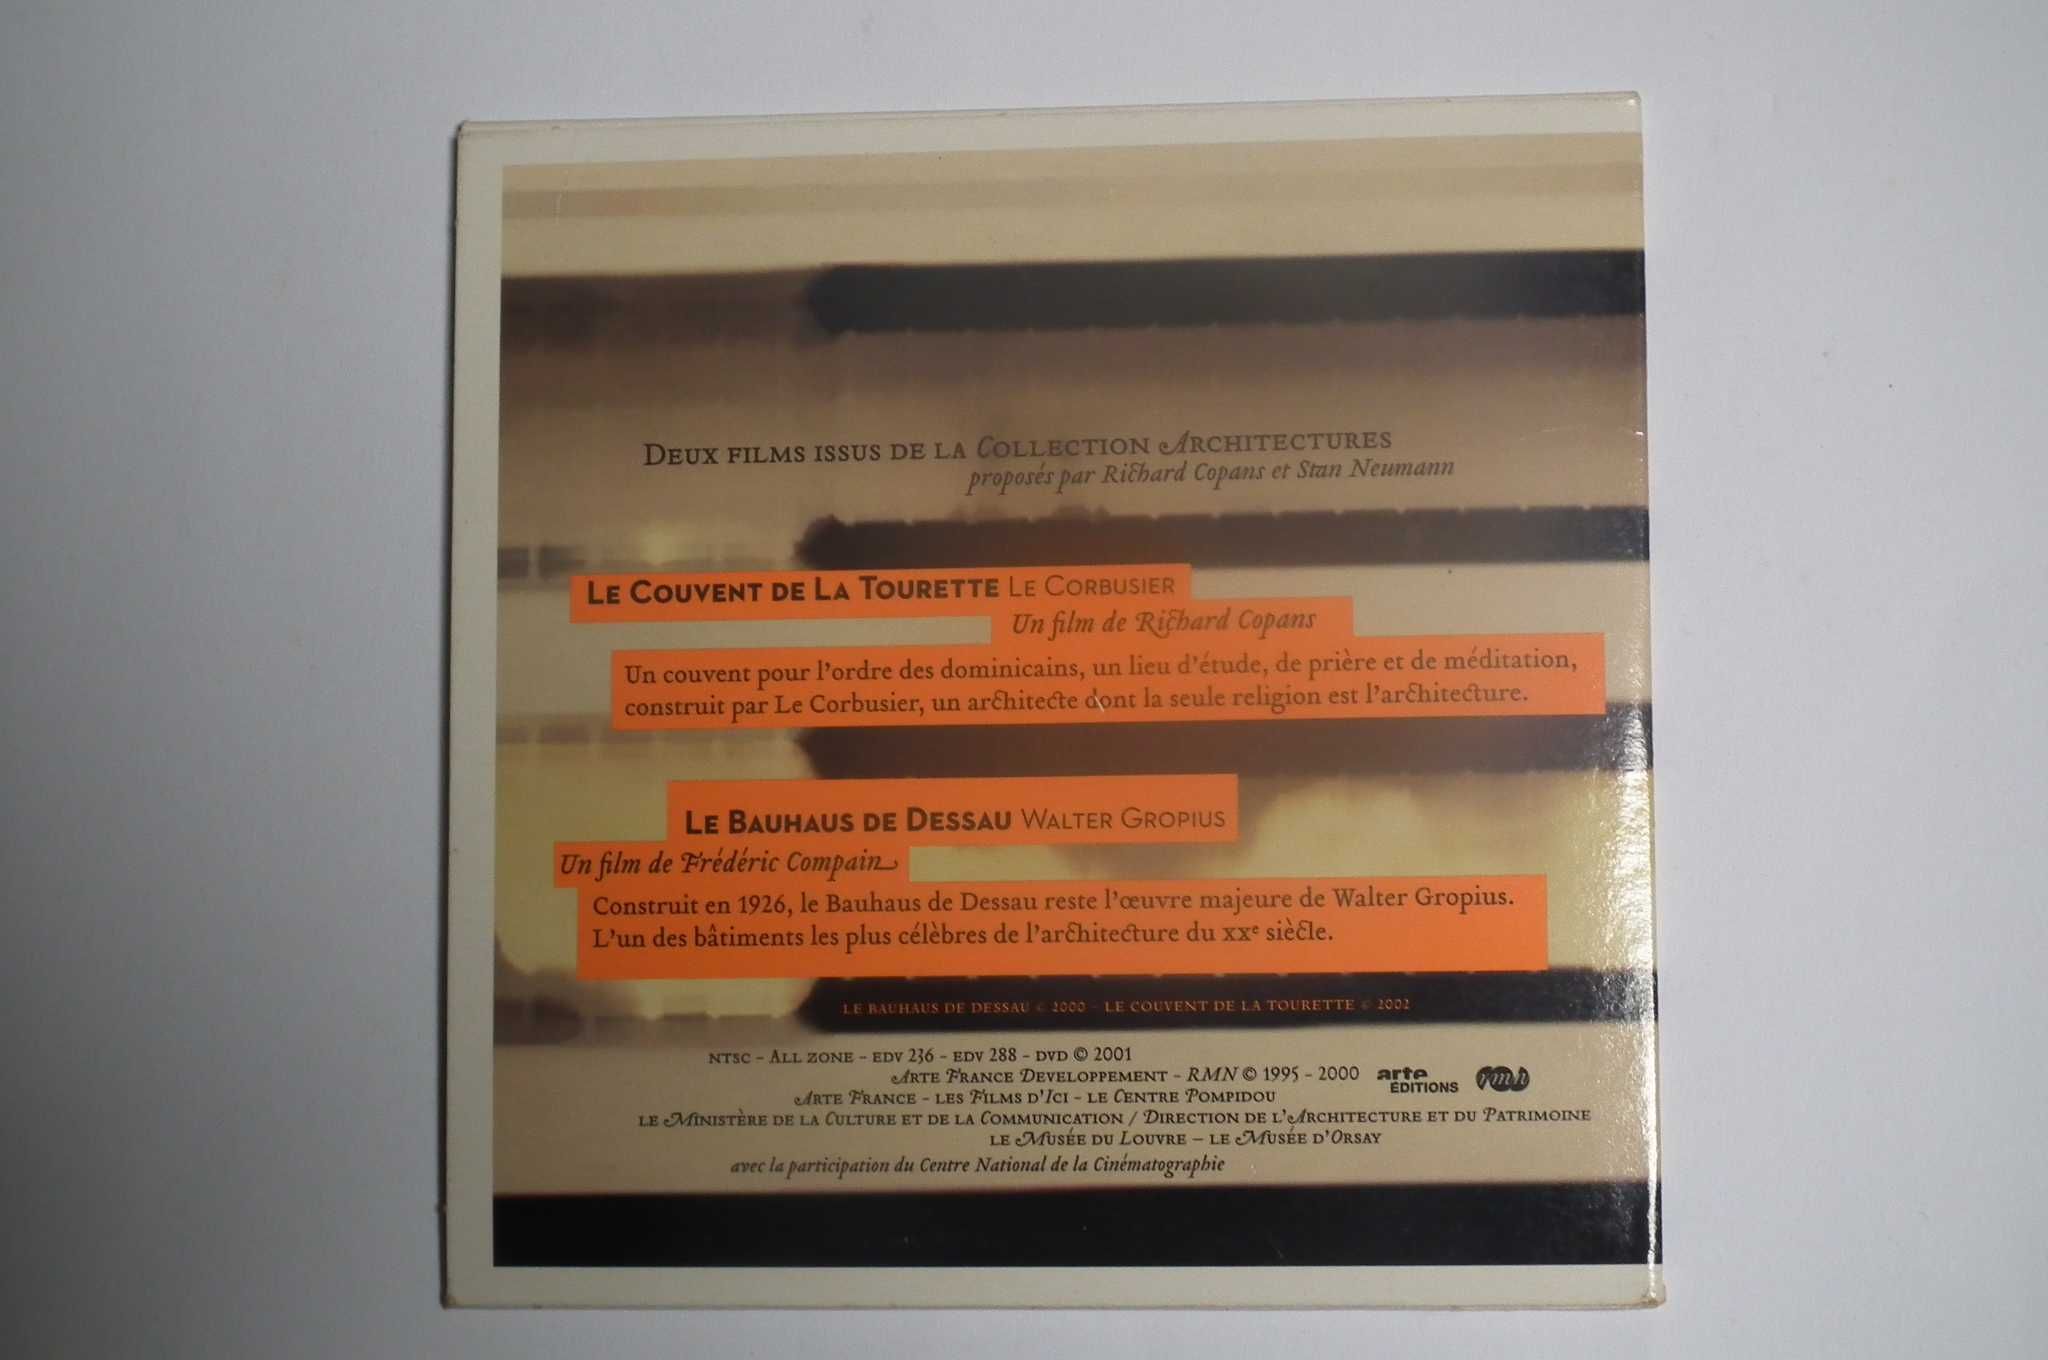 DEUX FILMS ISSUS DE LA COLLECTION ARCHITECTURES
proposés par Richard Copans et Stan Neumann
LE COUVENT DE LA TOURETTE LE CORBUSIER
Un film de Richard Copans
Un couvent pour l'ordre des dominicains, un lieu d'étude, de prière et de méditation,
construit par Le Corbusier, un architecte dont la seule religion est l'architecture.
LE BAUHAUS DE DESSAU WALTER GROPIUS
Un film de Frédéric Compain
Construit en 1926, le Bauhaus de Dessau reste l'œuvre majeure de Walter Gropius.
L'un des bâtiments les plus célèbres de l'architecture du XXe siècle.
LE BAUHAUS DE DESSAU © 2000 - LE COUVENT DE LA TOURETTE © 2002
NTSC - ALL ZONE - EDV 236 - EDV 288 - DVD © 2001
ARTE FRANCE DEVELOPPEMENT - RMN © 1995 - 2000 arte ÉDITIONS rmn
ARTE FRANCE - LES FILMS D'ICI - LE CENTRE POMPIDOU
LE MINISTÈRE DE LA CULTURE ET DE LA COMMUNICATION / DIRECTION DE L'ARCHITECTURE ET DU PATRIMOINE
LE MUSÉE DU LOUVRE – LE MUSÉE D'ORSAY
avec la participation du Centre National de la Cinématographie